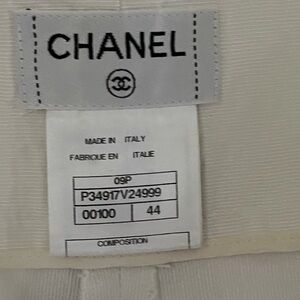 CHANEL
MADE IN ITALY
FABRIQUE EN ITALIE
09P
P34917V24999
00100 44
COMPOSITION